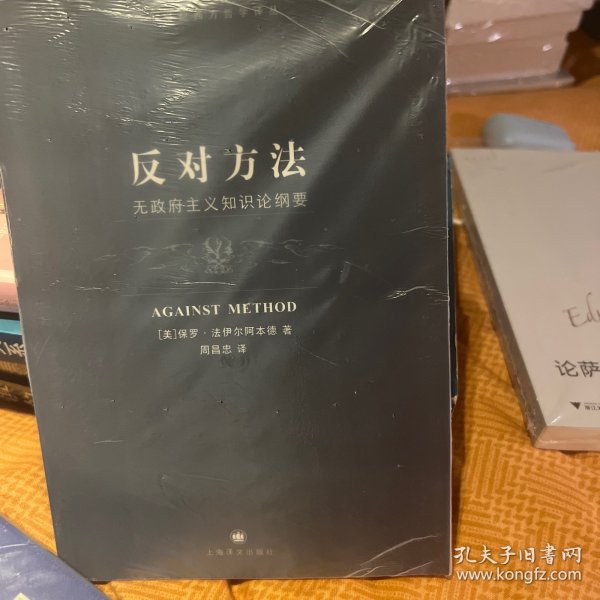 反对方法
无政府主义知识论纲要
AGAINST METHOD
[美]保罗·法伊尔阿本德 著
周昌忠 译
上海译文出版社
论萨
孔夫子旧书网
www.kongfz.com